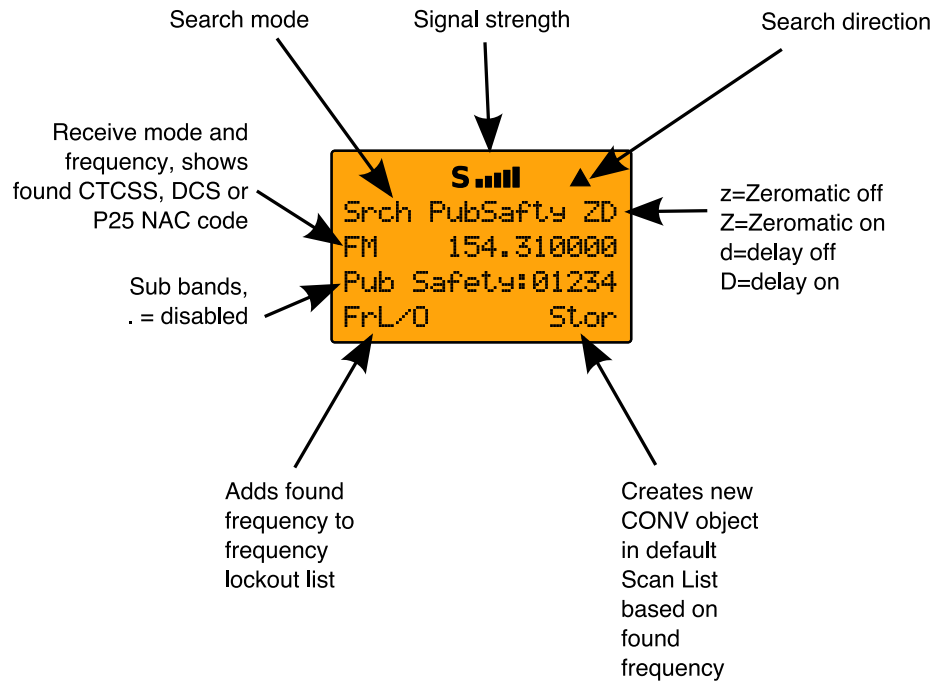 Search mode
Signal strength
Search direction
Receive mode and
frequency, shows
found CTCSS, DCS or
P25 NAC code
S
Srch PubSafty ZD
FM 154.310000
Pub Safety:01234
FrL/O Stor
z=Zeromatic off
Z=Zeromatic on
d=delay off
D=delay on
Sub bands,
. = disabled
Adds found
frequency to
frequency
lockout list
Creates new
CONV object
in default
Scan List
based on
found
frequency